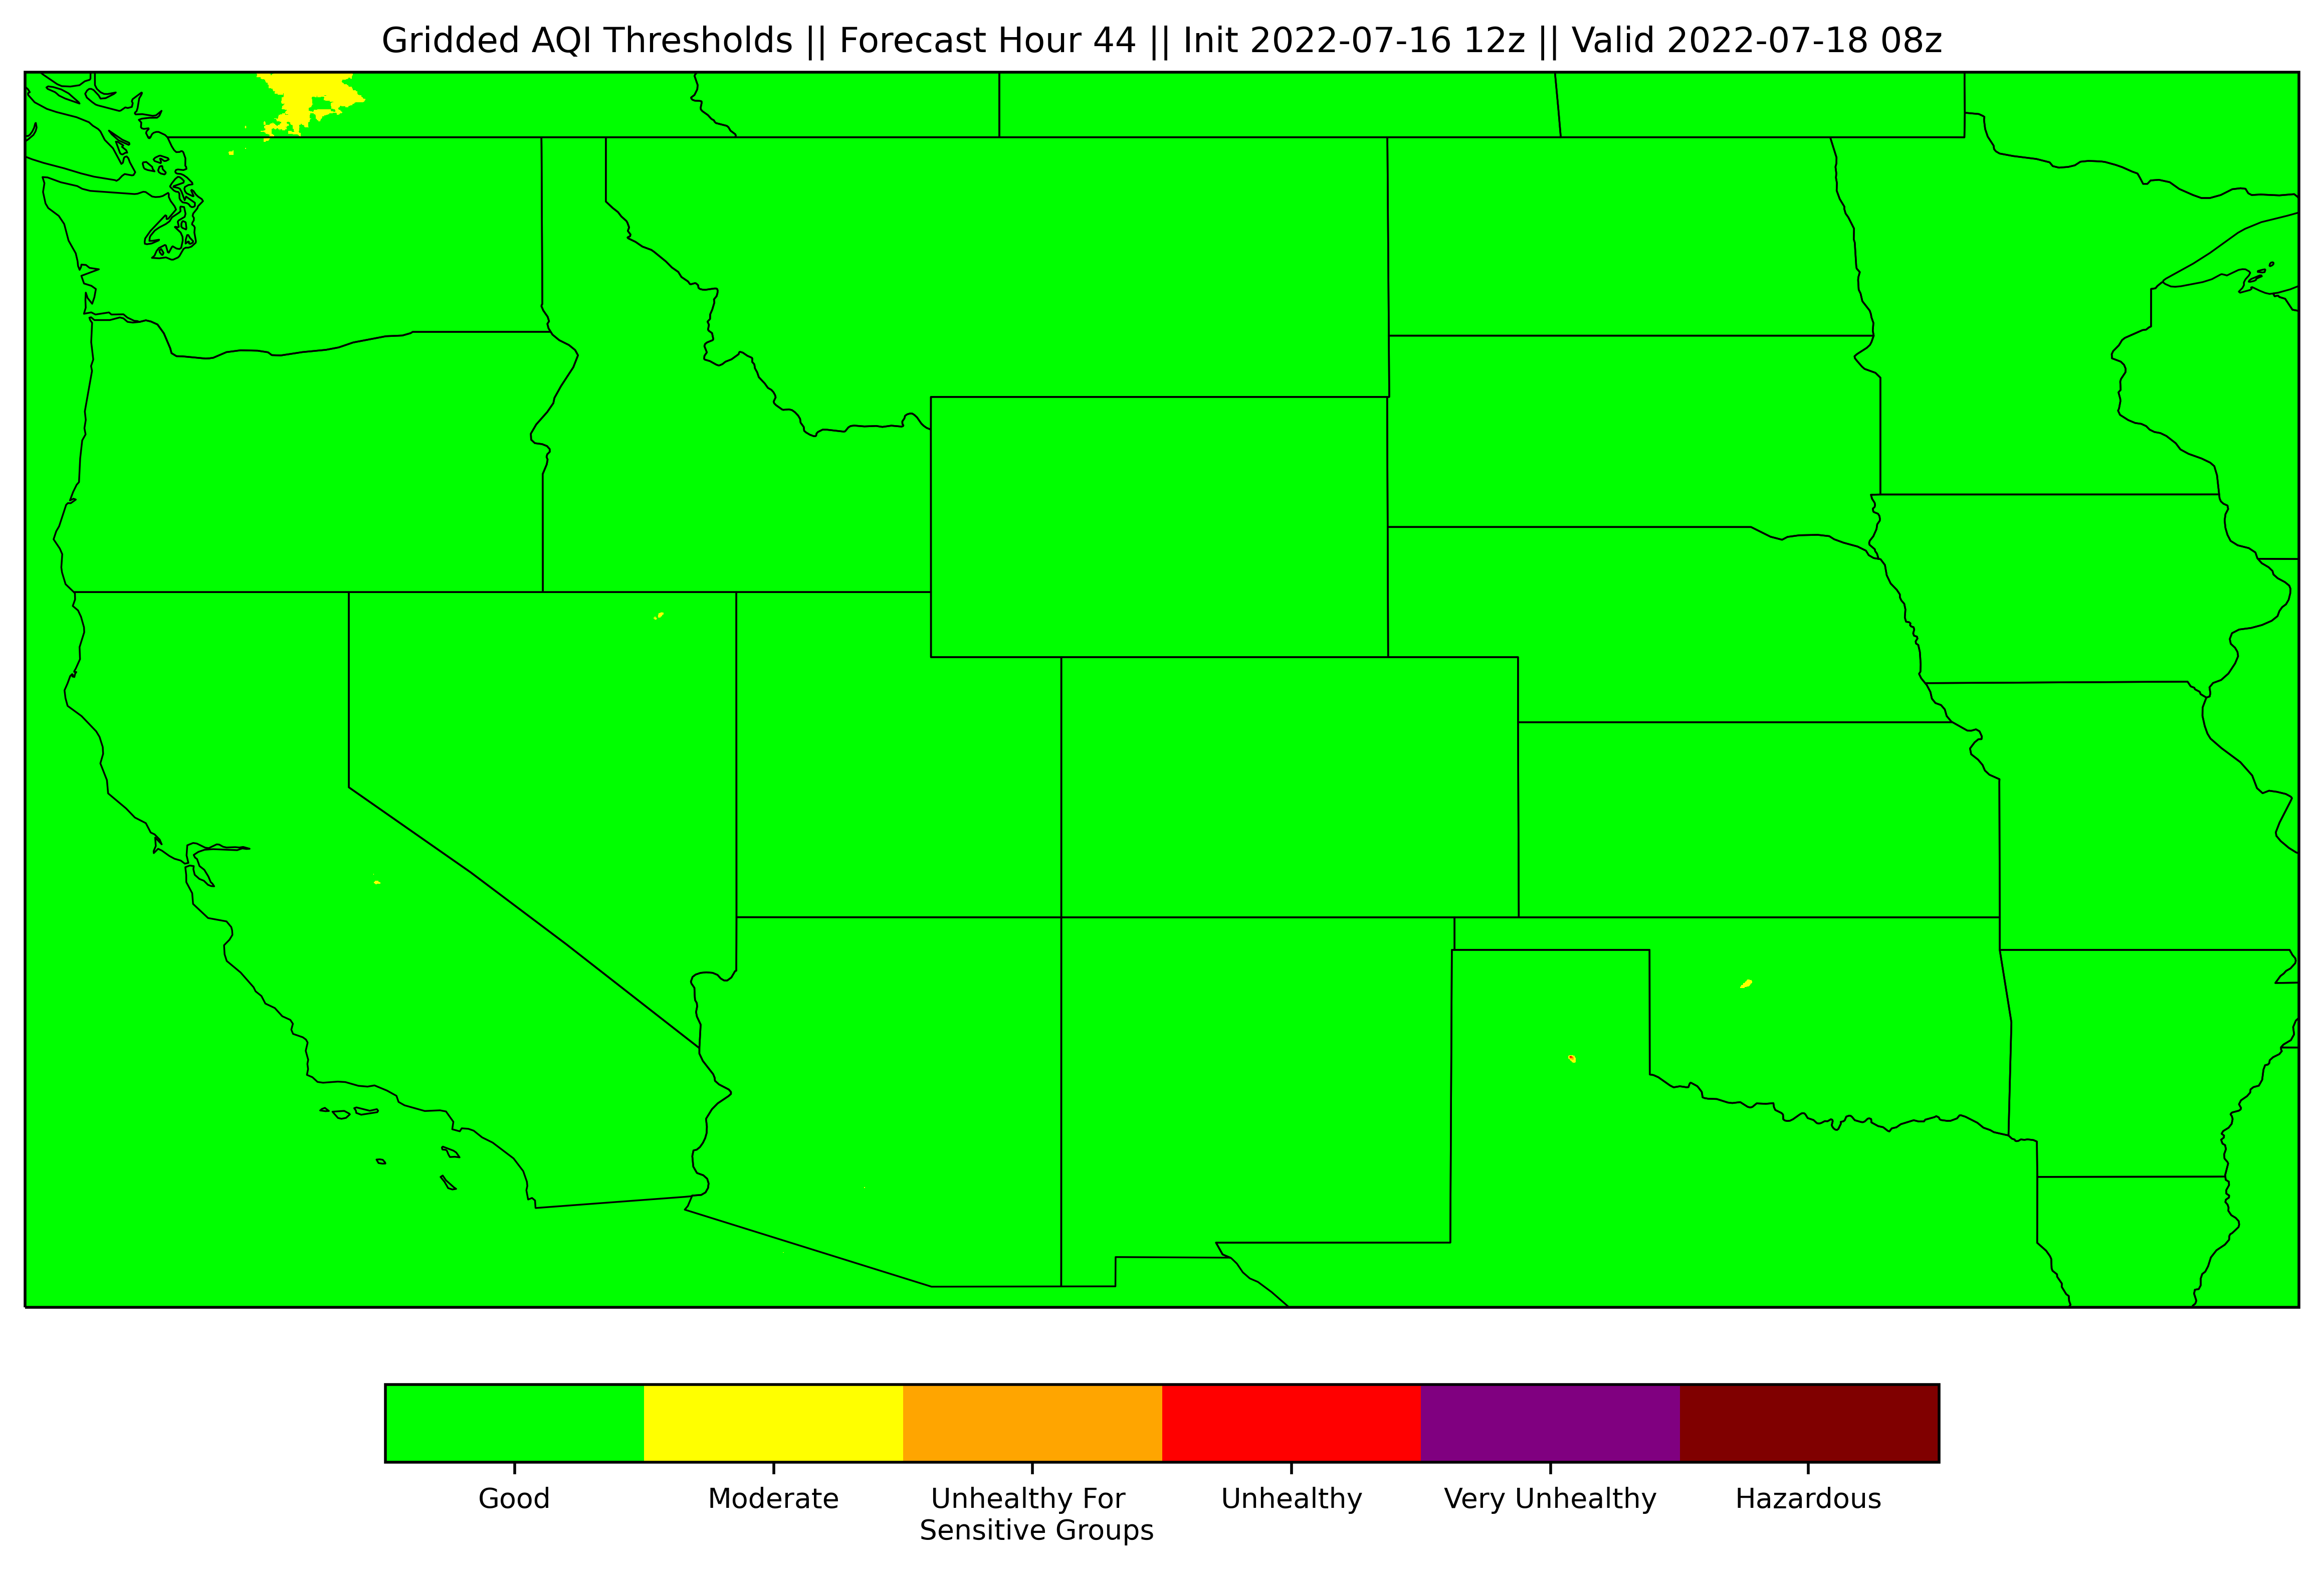 Gridded AQI Thresholds || Forecast Hour 44 || Init 2022-07-16 12z || Valid 2022-07-18 08z
Good
Moderate
Unhealthy For
Sensitive Groups
Unhealthy
Very Unhealthy
Hazardous